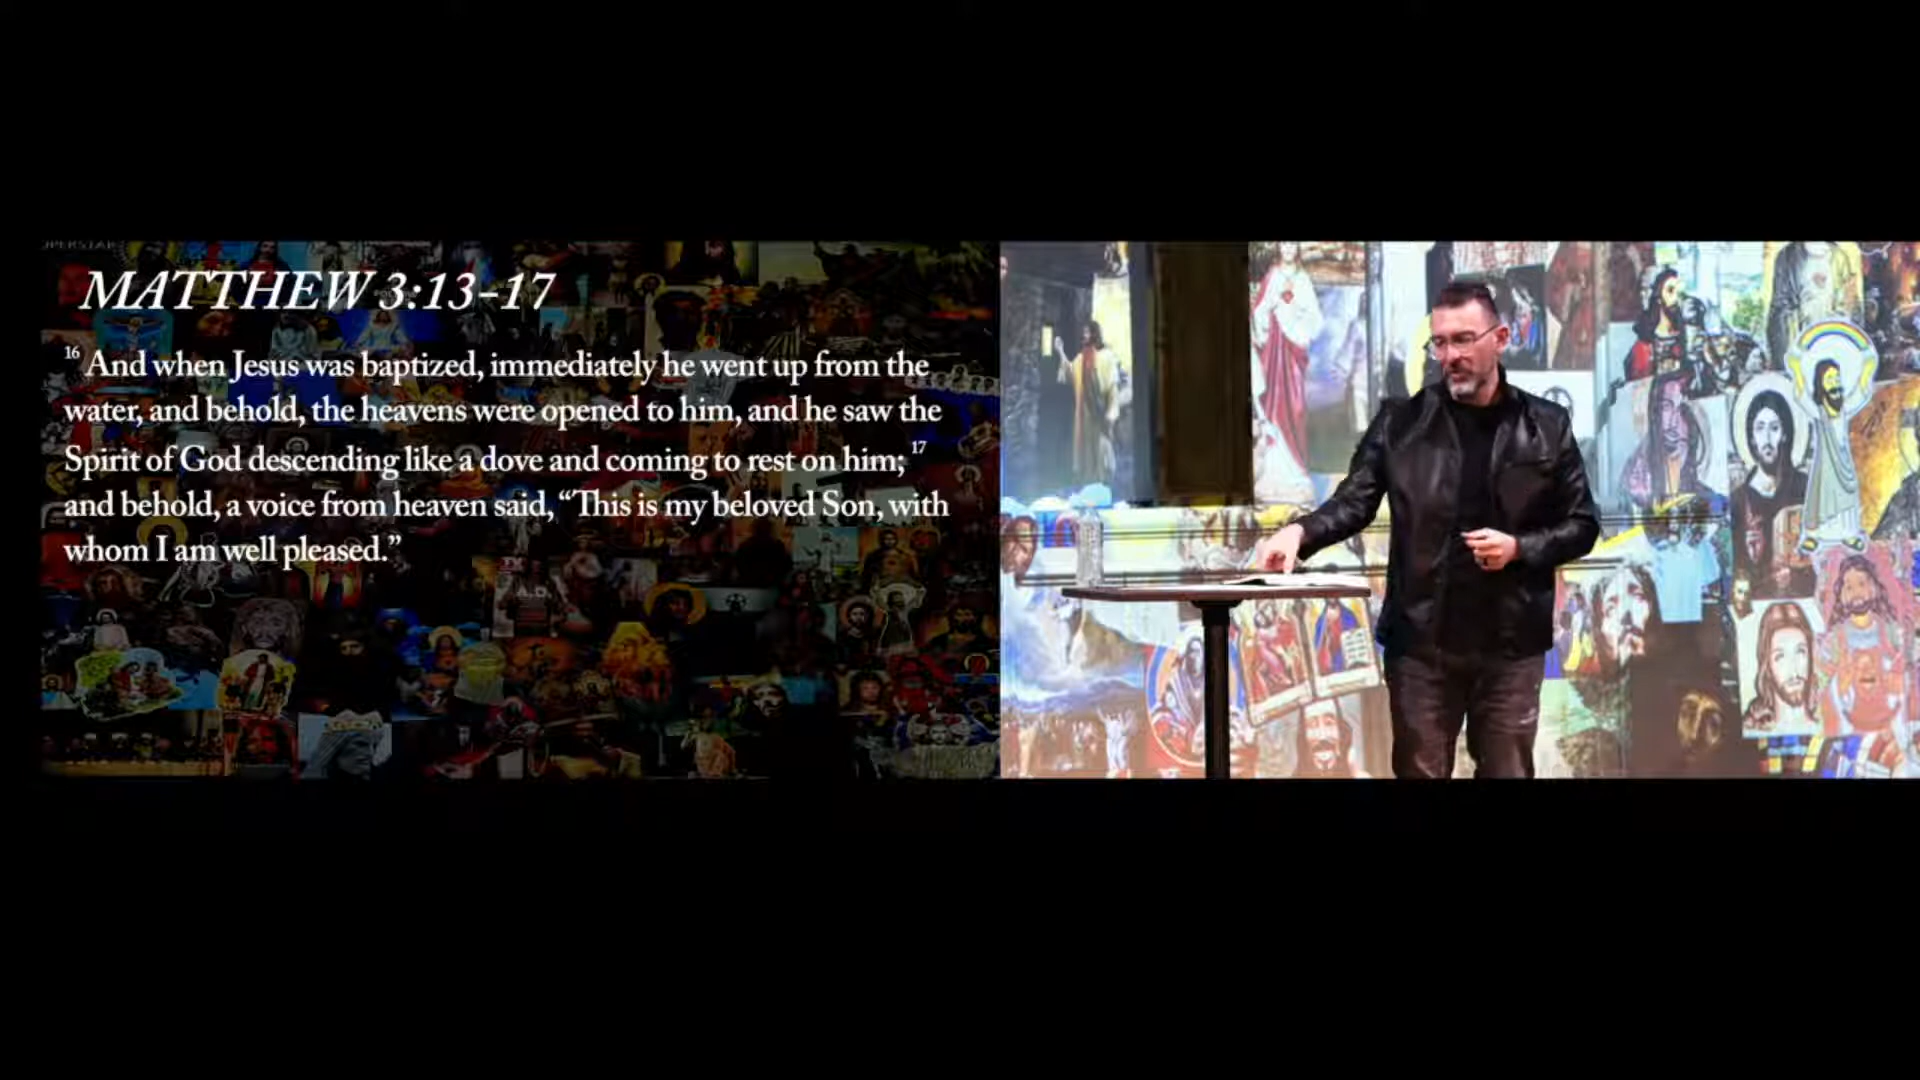 MATTHEW 3:13–17
16 And when Jesus was baptized, immediately he went up from the
water, and behold, the heavens were opened to him, and he saw the
Spirit of God descending like a dove and coming to rest on him; 17
and behold, a voice from heaven said, “This is my beloved Son, with
whom I am well pleased.”
A.D.